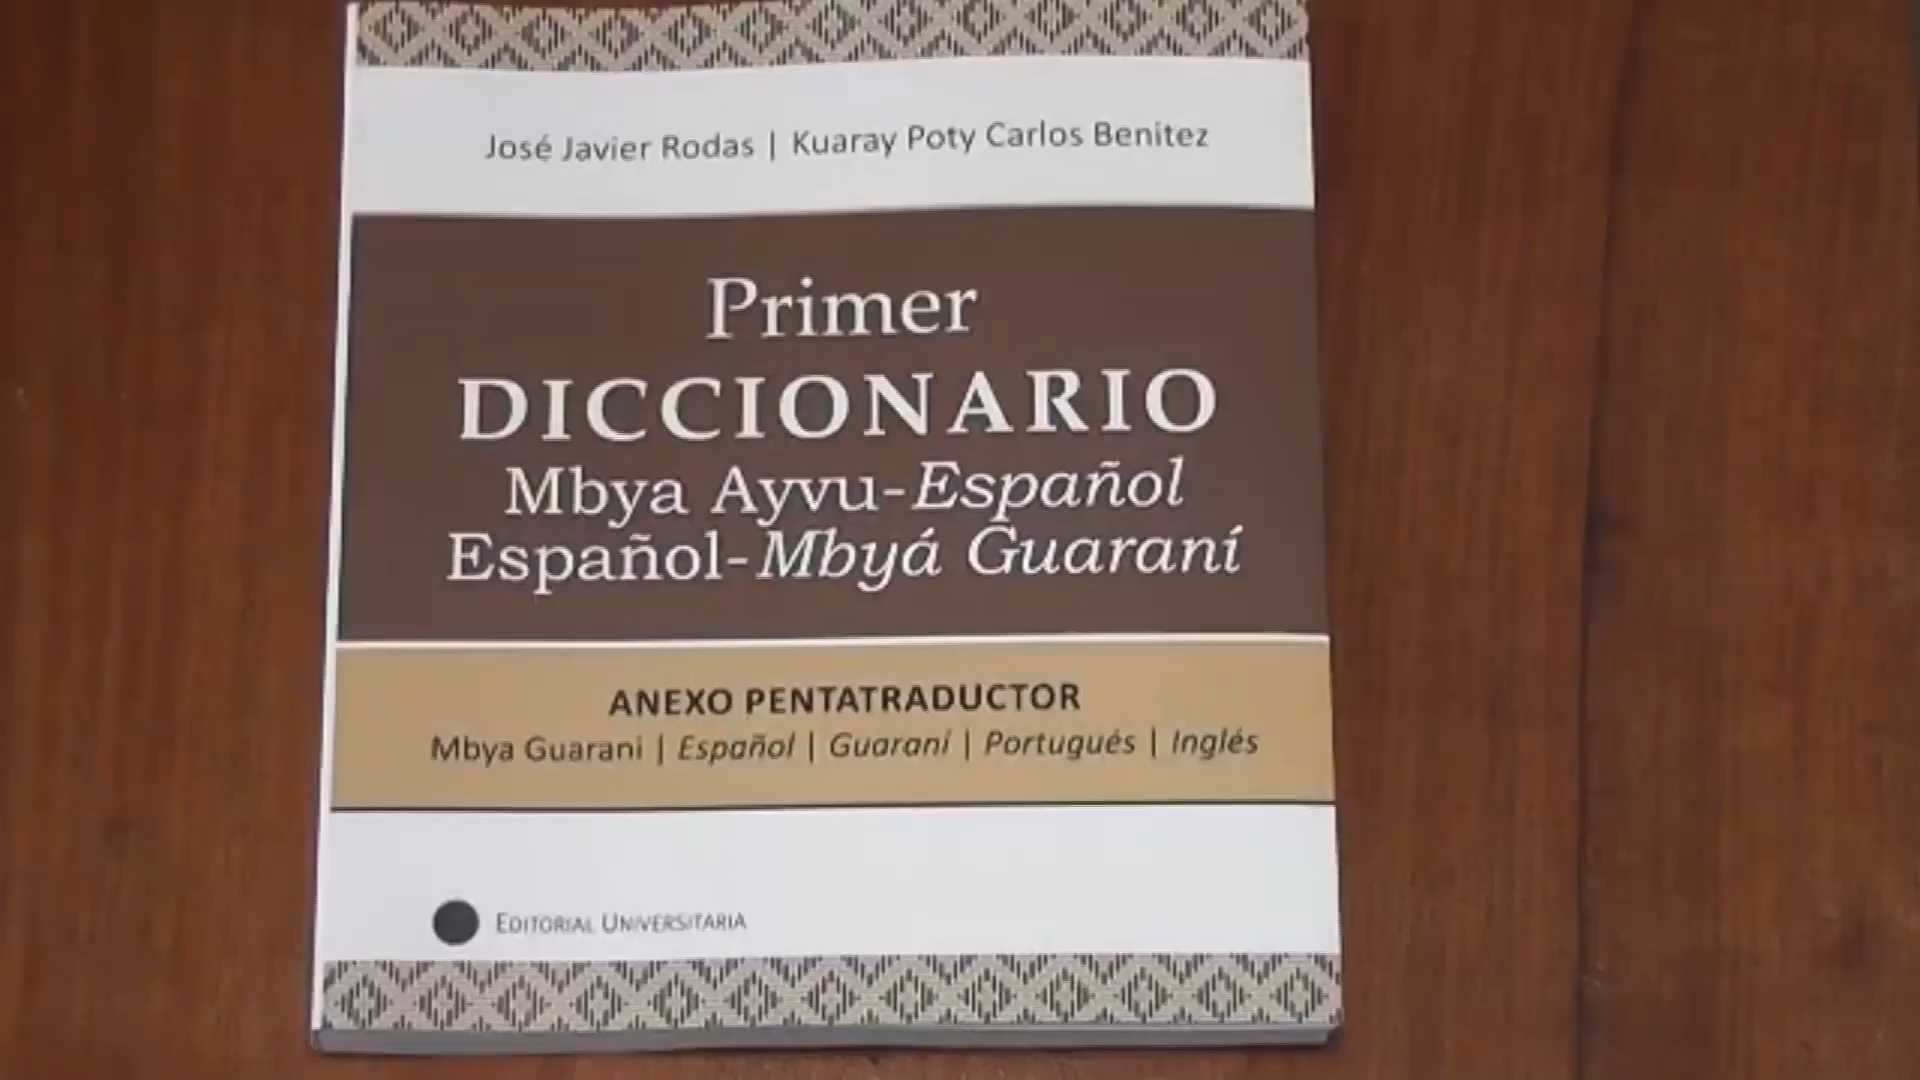 José Javier Rodas | Kuaray Poty Carlos Benitez
Primer
DICCIONARIO
Mbya Ayvu-Español
Español-Mbyá G̃uaraní
ANEXO PENTATRADUCTOR
Mbya Guarani | Español | Guaraní | Portugués | Inglés
EDITORIAL UNIVERSITARIA